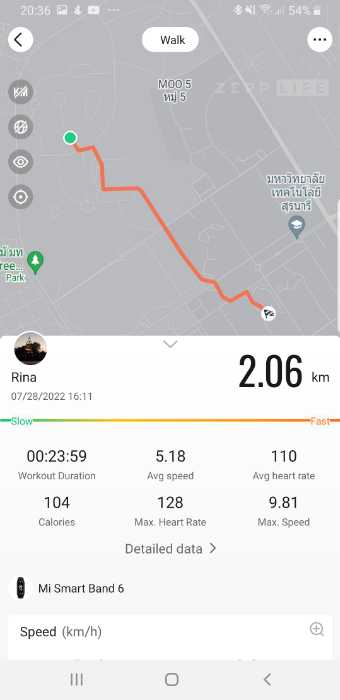 20:36
54%
Walk
ZEPP LIFE
MOO 5
หมู่ 5
มหาวิทยาลัย
เทคโนโลยี
สุรนารี
Park
Rina
2.06 km
07/28/2022 16:11
Slow
Fast
00:23:59
5.18
110
Workout Duration
Avg speed
Avg heart rate
104
128
9.81
Calories
Max. Heart Rate
Max. Speed
Detailed data
Mi Smart Band 6
Speed (km/h)